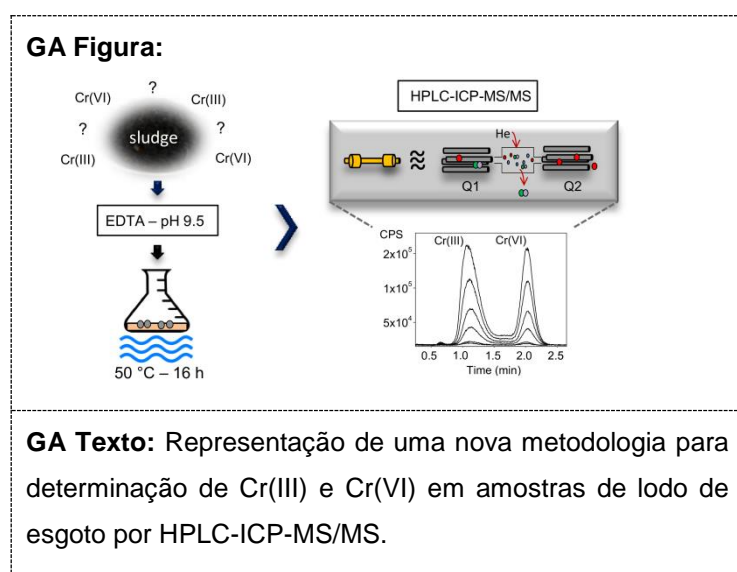 GA Figura:
?
Cr(VI)
Cr(III)
?
?
sludge
Cr(III)
Cr(VI)
EDTA – pH 9.5
50 °C – 16 h
HPLC-ICP-MS/MS
He
Q1
Q2
CPS
Cr(III)
Cr(VI)
2x10⁵
1x10⁵
5x10⁴
0.5 1.0 1.5 2.0 2.5
Time (min)
GA Texto: Representação de uma nova metodologia para
determinação de Cr(III) e Cr(VI) em amostras de lodo de
esgoto por HPLC-ICP-MS/MS.